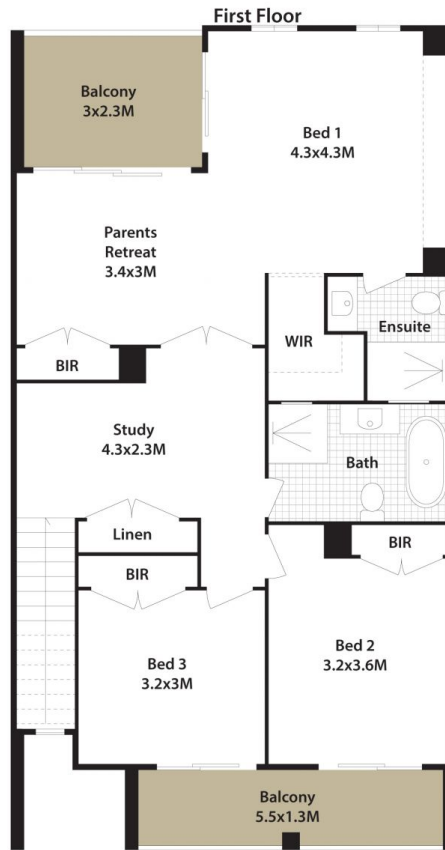 First Floor
Balcony
3x2.3M
Bed 1
4.3x4.3M
Parents
Retreat
3.4x3M
BIR
WIR
Ensuite
Study
4.3x2.3M
Bath
Linen
BIR
BIR
Bed 3
3.2x3M
Bed 2
3.2x3.6M
Balcony
5.5x1.3M